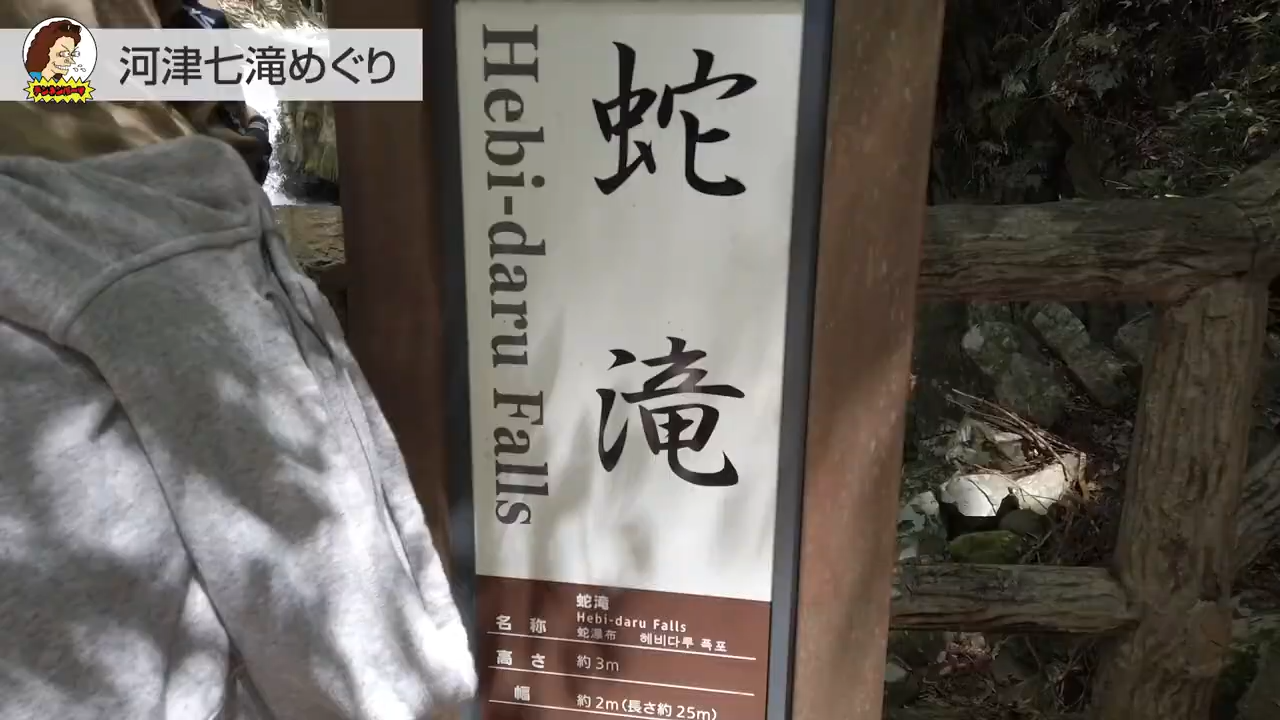 河津七滝めぐり
蛇滝
Hebi-daru Falls
名称
蛇滝
Hebi-daru Falls
蛇瀑布 헤비다루 폭포
高さ 約3m
幅 約2m(長さ約25m)